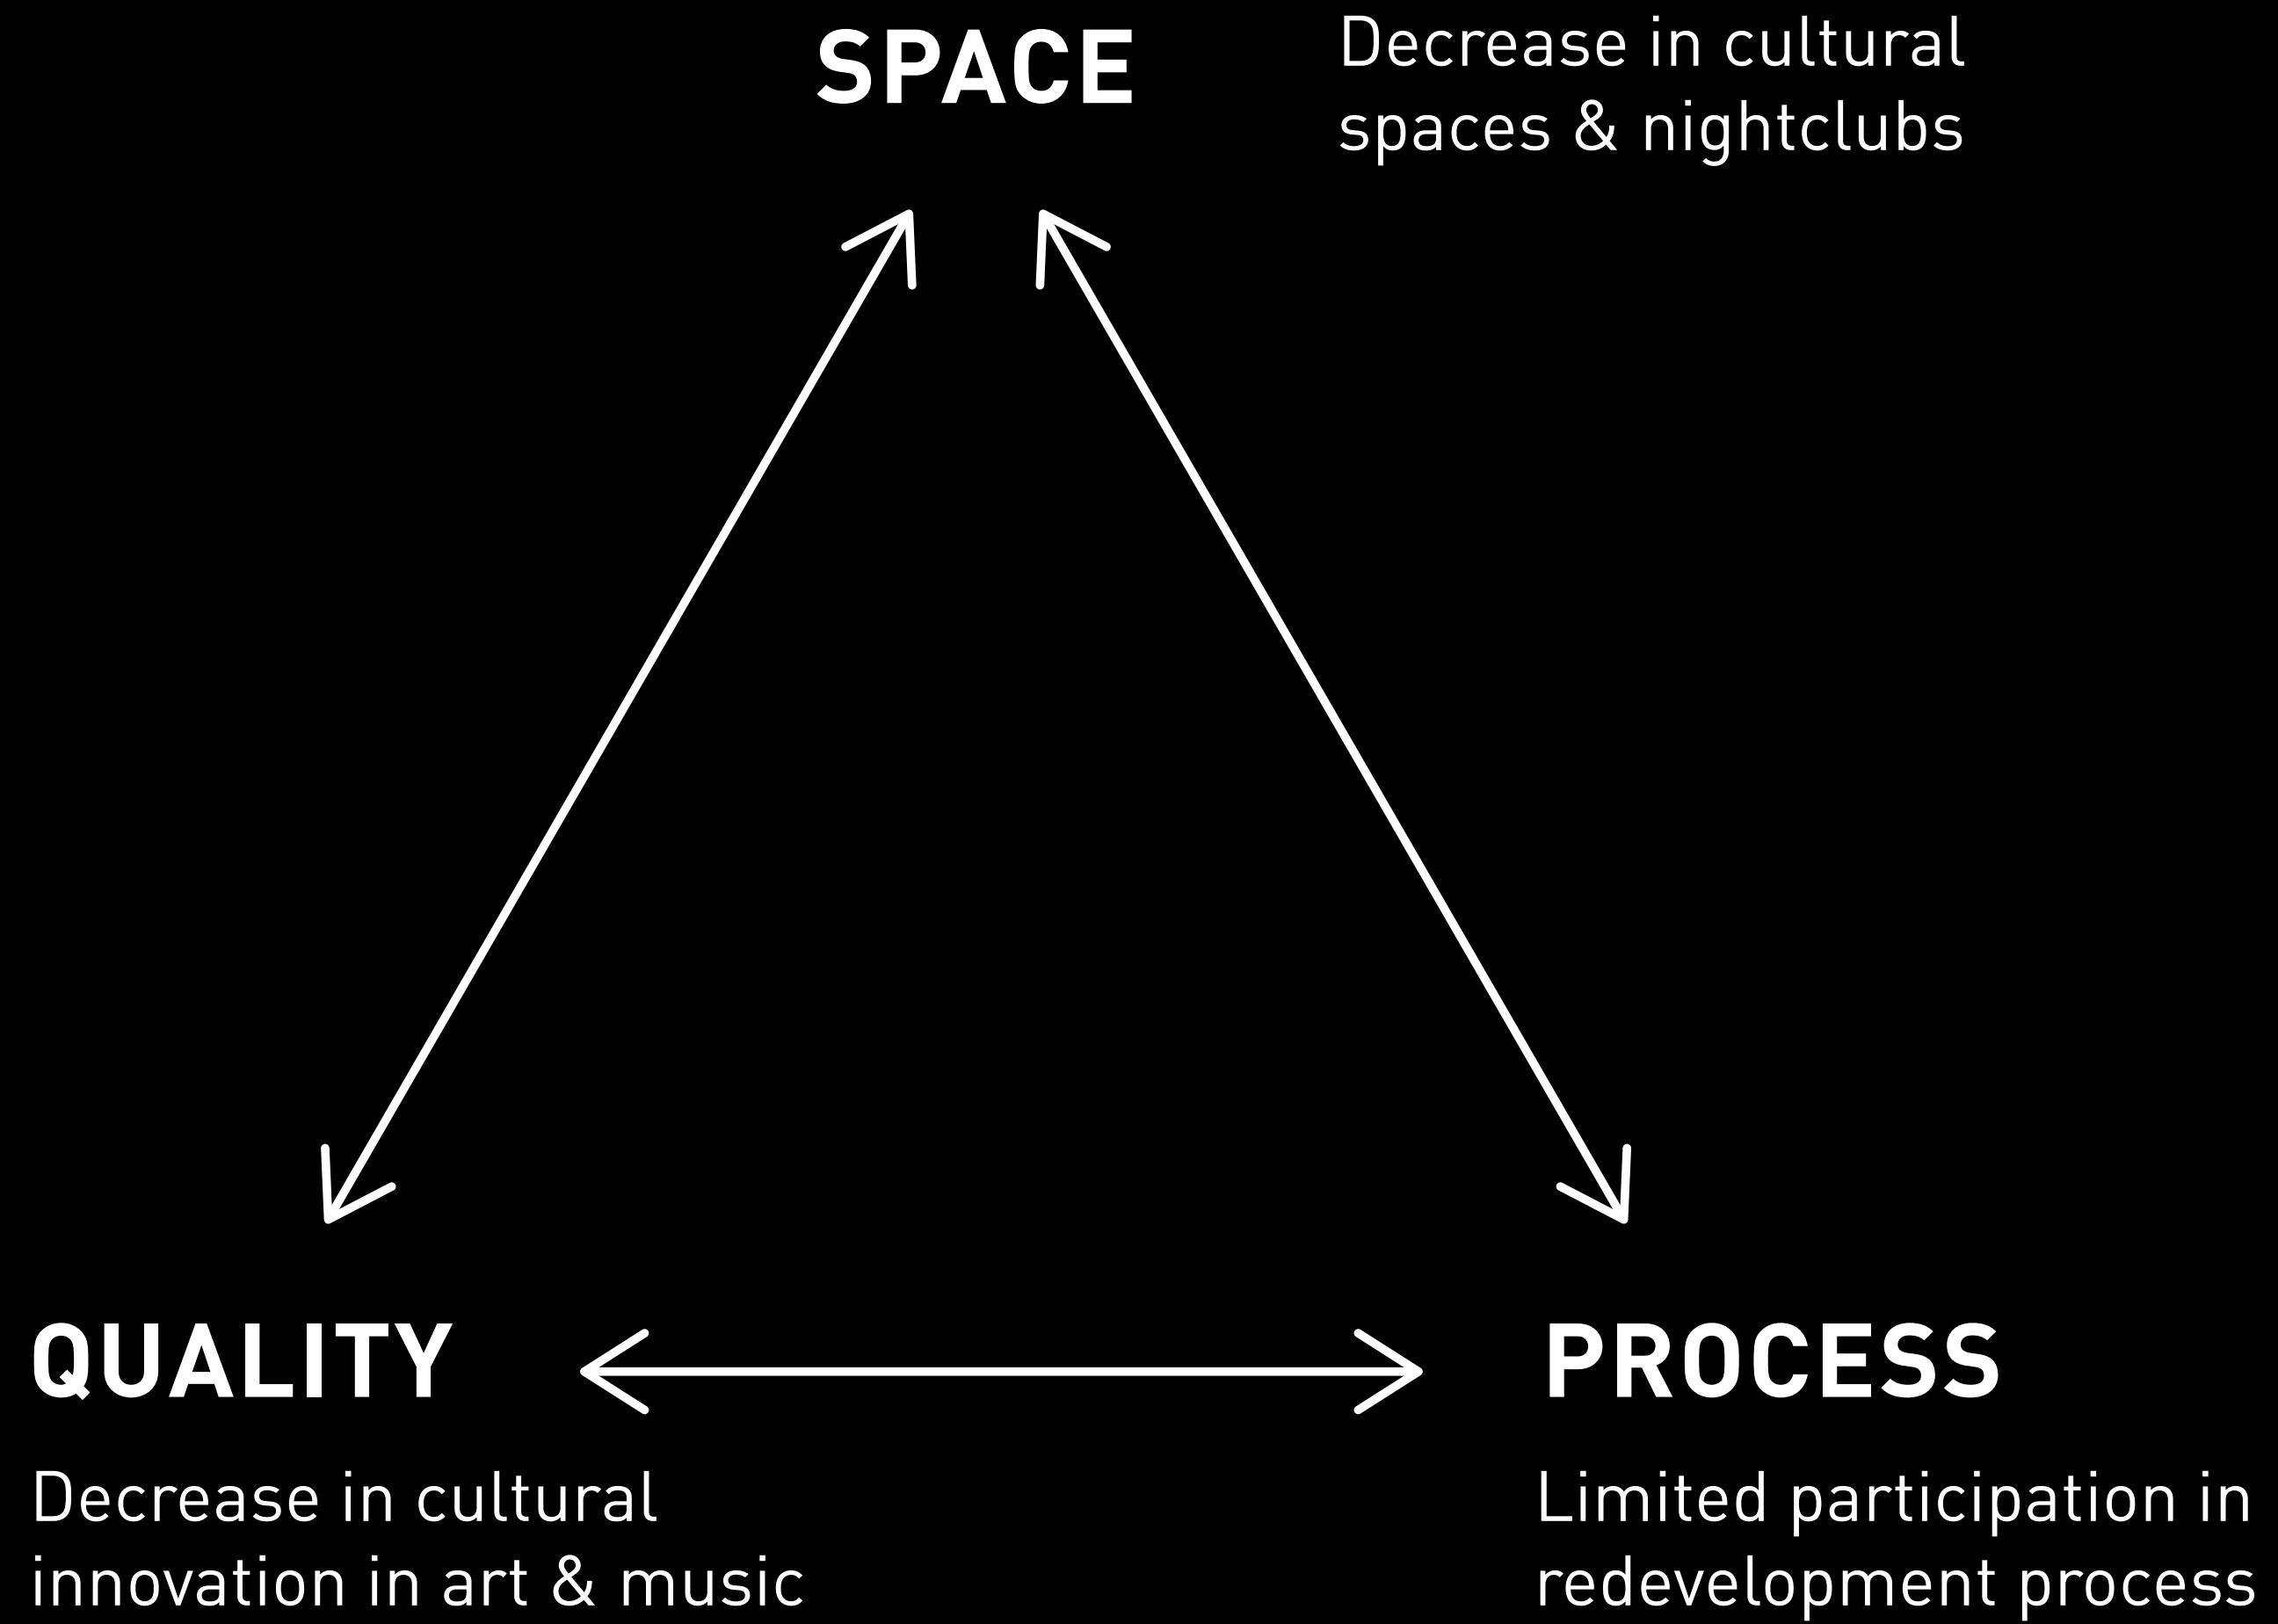 SPACE
Decrease in cultural
spaces & nightclubs
QUALITY
Decrease in cultural
innovation in art & music
PROCESS
Limited participation in
redevelopment process